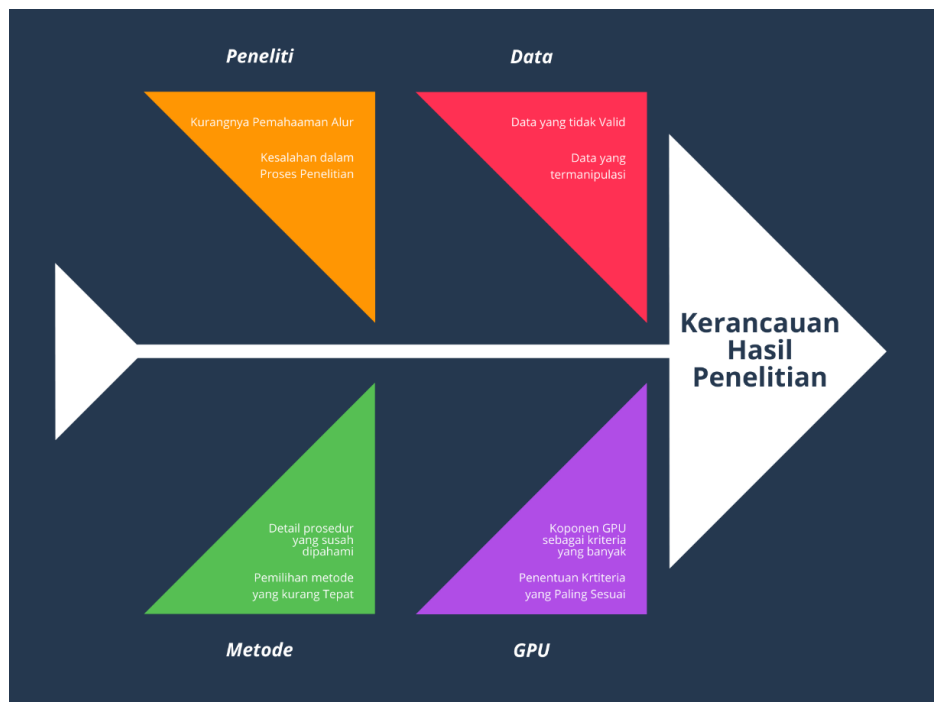 Peneliti
Kurangnya Pemahaaman Alur
Kesalahan dalam
Proses Penelitian
Data
Data yang tidak Valid
Data yang
termanipulasi
Kerancauan
Hasil
Penelitian
Detail prosedur
yang susah
dipahami
Pemilihan metode
yang kurang Tepat
Metode
Koponen GPU
sebagai kriteria
yang banyak
Penentuan Krtiteria
yang Paling Sesuai
GPU